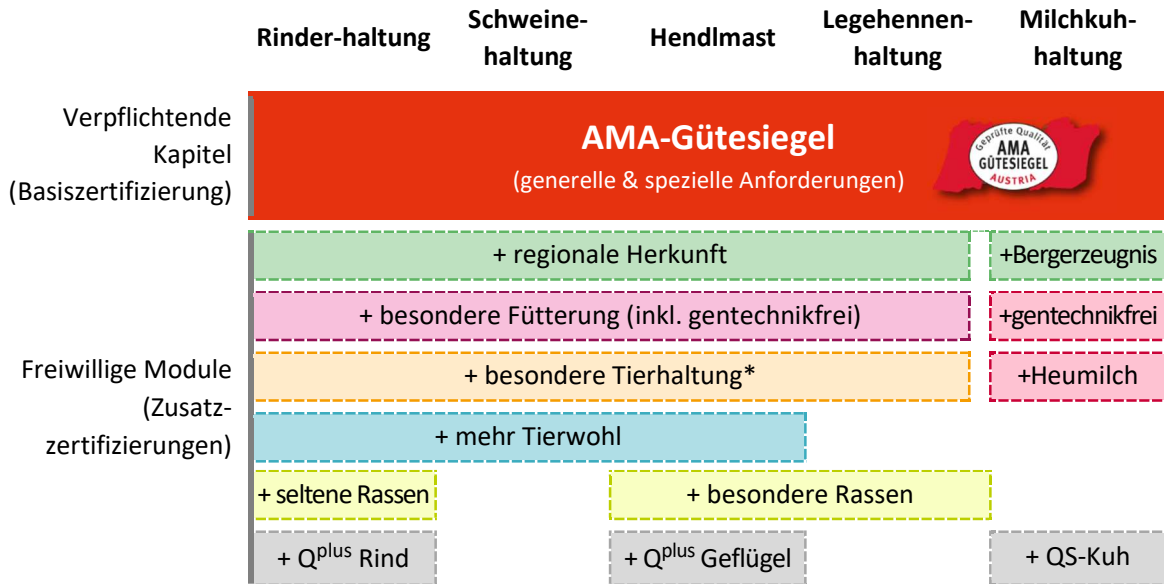 Rinder-haltung
Schweine-
haltung
Hendlmast
Legehennen-
haltung
Milchkuh-
haltung
Verpflichtende
Kapitel
(Basiszertifizierung)
AMA-Gütesiegel
(generelle & spezielle Anforderungen)
Geprüfte Qualität
AMA
GÜTESIEGEL
AUSTRIA
+ regionale Herkunft
+Bergerzeugnis
+ besondere Fütterung (inkl. gentechnikfrei)
+gentechnikfrei
Freiwillige Module
(Zusatz-
zertifizierungen)
+ besondere Tierhaltung*
+Heumilch
+ mehr Tierwohl
+ seltene Rassen
+ besondere Rassen
+ Qplus Rind
+ Qplus Geflügel
+ QS-Kuh